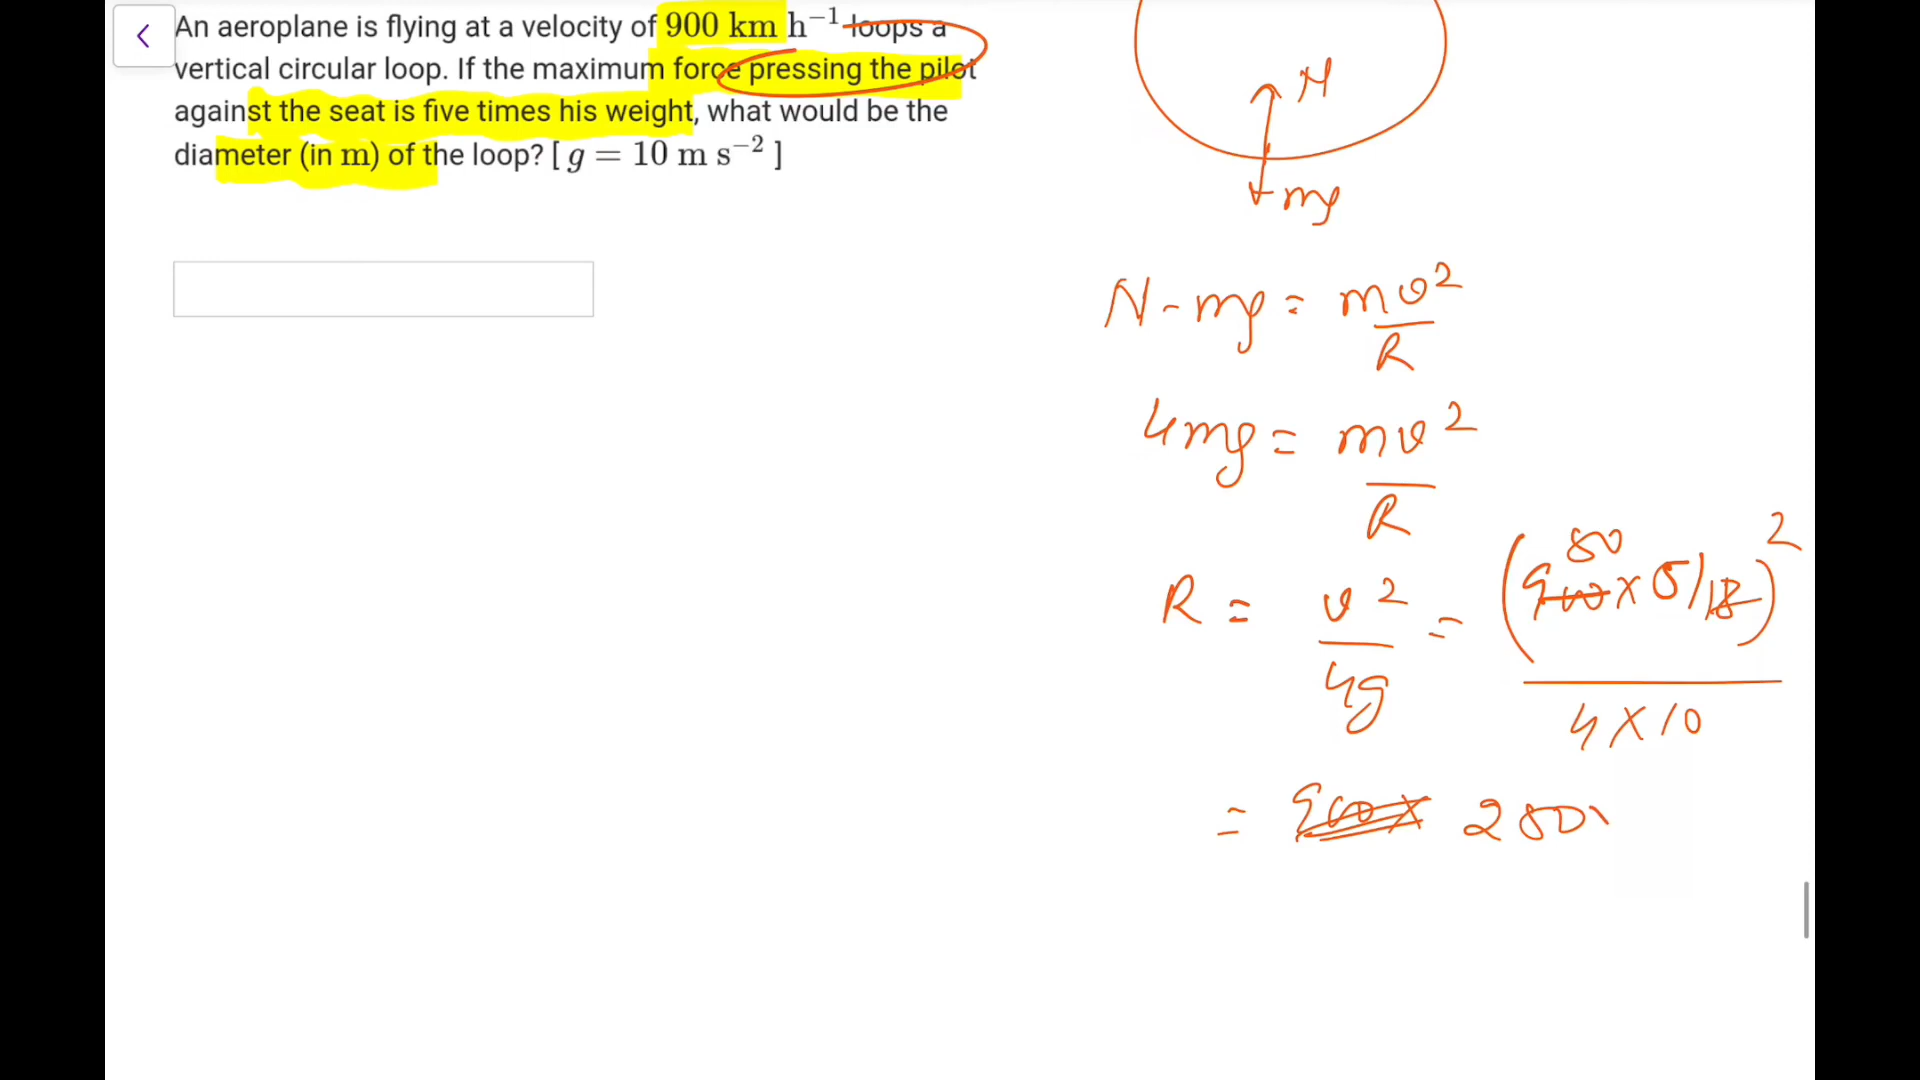 An aeroplane is flying at a velocity of 900 km h⁻¹ loops a
vertical circular loop. If the maximum force pressing the pilot
against the seat is five times his weight, what would be the
diameter (in m) of the loop? [ g = 10 m s⁻² ]
N
mg
N - mg = mv²/R
4mg = mv²/R
50
R = v²/4g = (900 x 5/18)²/(4 x 10)
= 250